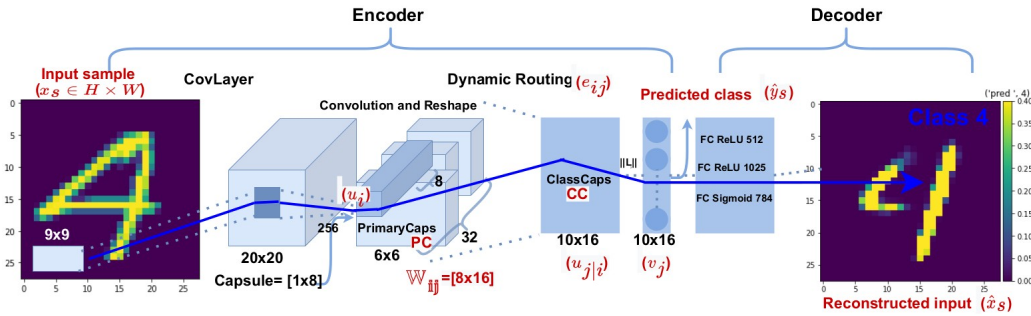 Encoder
Decoder
Input sample
(xₛ ∈ H × W)
CovLayer
Dynamic Routing (eᵢⱼ)
Convolution and Reshape
Predicted class (ŷₛ)
('pred ', 4)
Class 4
0
5
10
15
20
25
0 5 10 15 20 25
9x9
20x20
256
Capsule= [1x8]
(uᵢ)
8
32
PrimaryCaps
PC
6x6
𝕎ᵢⱼ=[8x16]
ClassCaps
CC
10x16
(uⱼ|ᵢ)
||L||
10x16
(vⱼ)
FC ReLU 512
FC ReLU 1025
FC Sigmoid 784
0
5
10
15
20
25
0 5 10 15 20 25
0.40
0.35
0.30
0.25
0.20
0.15
0.10
0.05
0.00
Reconstructed input (x̂ₛ)